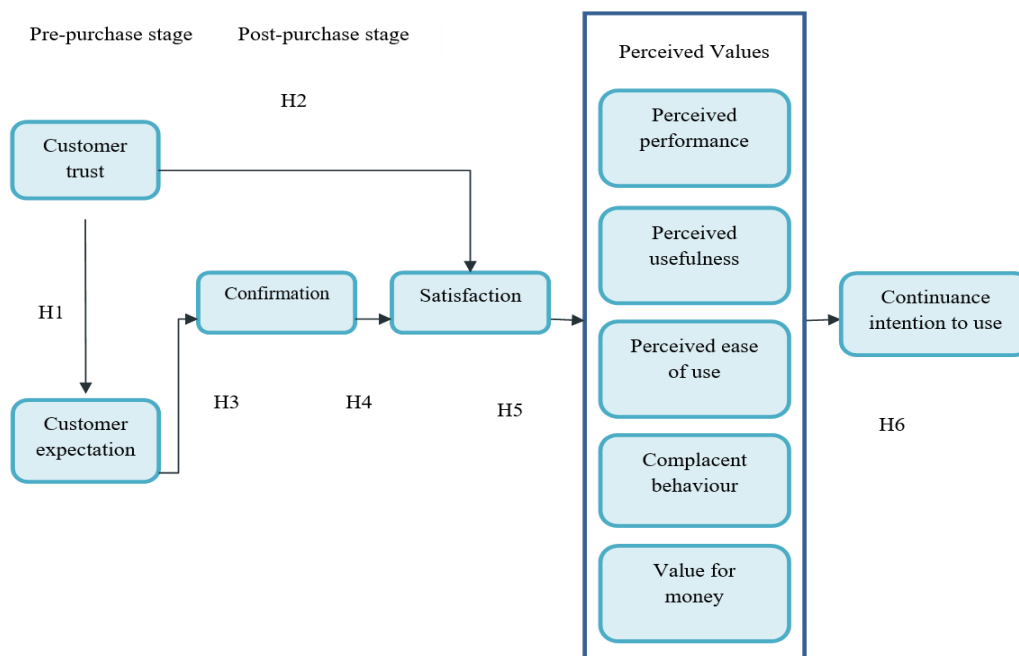 Pre-purchase stage
Post-purchase stage
H2
Customer
trust
H1
Customer
expectation
Confirmation
H3
H4
Satisfaction
H5
Perceived Values
Perceived
performance
Perceived
usefulness
Perceived ease
of use
Complacent
behaviour
Value for
money
Continuance
intention to use
H6